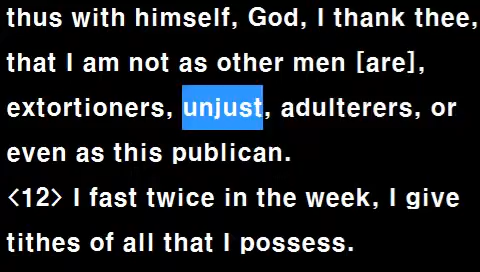 thus with himself, God, I thank thee,
that I am not as other men [are],
extortioners, unjust, adulterers, or
even as this publican.
<12> I fast twice in the week, I give
tithes of all that I possess.